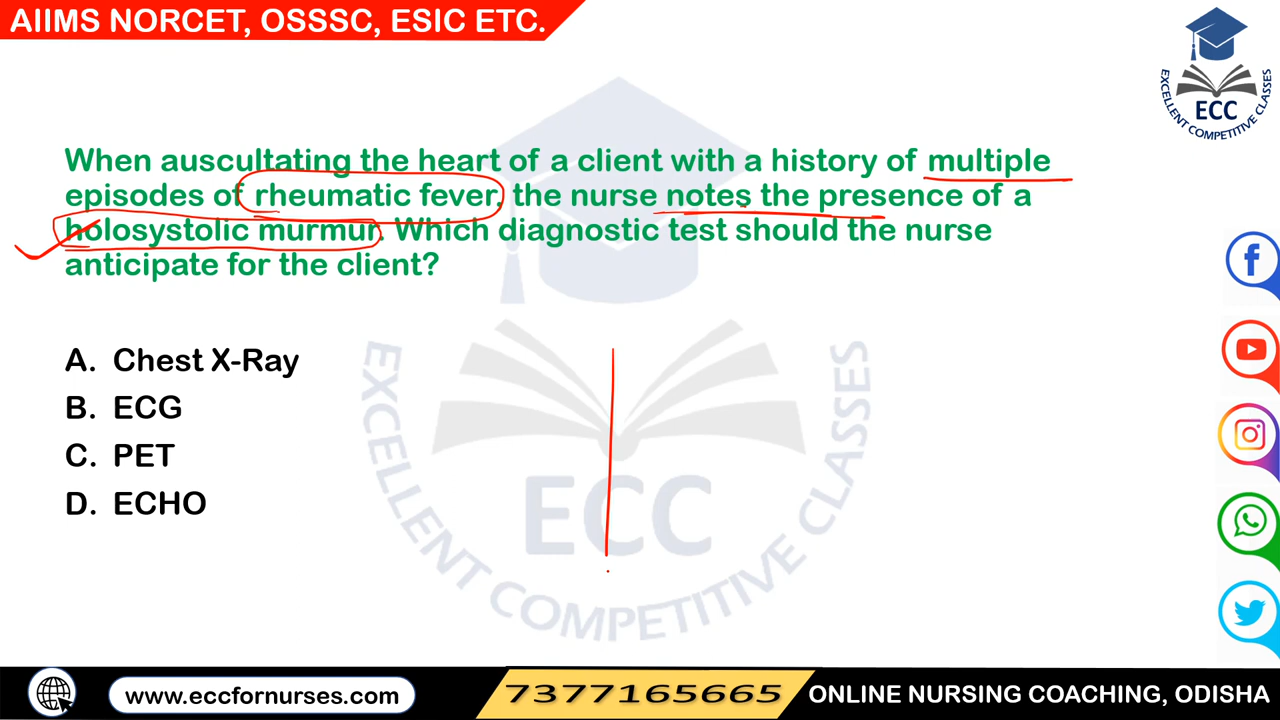 AIIMS NORCET, OSSSC, ESIC ETC.
EXCELLENT COMPETITIVE CLASSES
ECC
When auscultating the heart of a client with a history of multiple
episodes of rheumatic fever, the nurse notes the presence of a
holosystolic murmur. Which diagnostic test should the nurse
anticipate for the client?
A. Chest X-Ray
B. ECG
C. PET
D. ECHO
EXCELLENT COMPETITIVE CLASSES
ECC
www.eccfornurses.com
7377165665
ONLINE NURSING COACHING, ODISHA